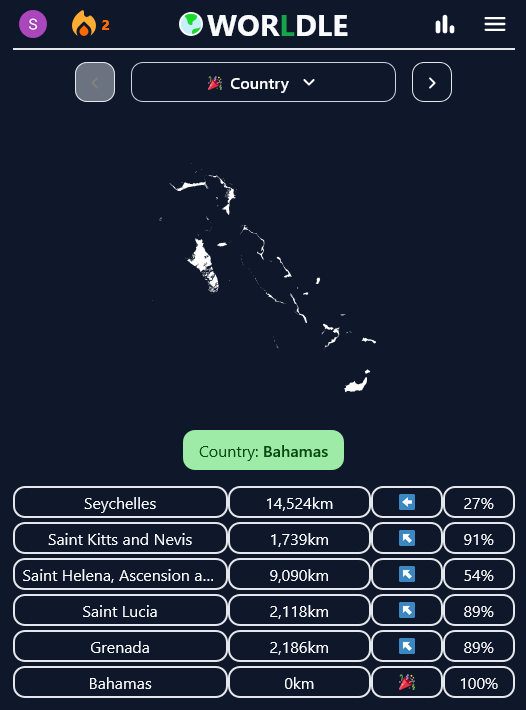 S
2
WORLDLE
Country
Country: Bahamas
Seychelles 14,524km 27%
Saint Kitts and Nevis 1,739km 91%
Saint Helena, Ascension a... 9,090km 54%
Saint Lucia 2,118km 89%
Grenada 2,186km 89%
Bahamas 0km 100%